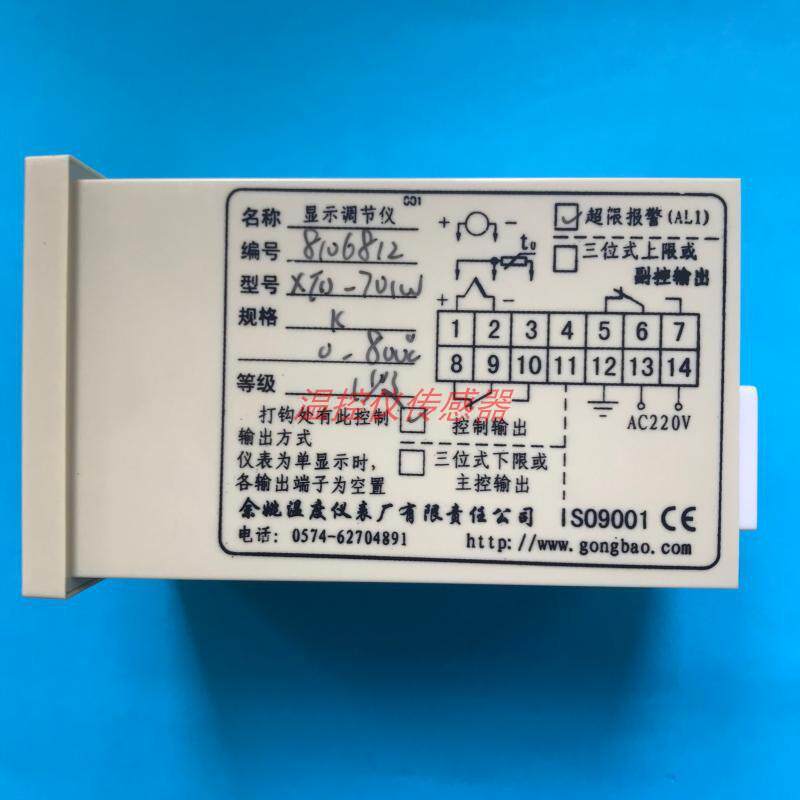 001
名称 显示调节仪
编号 8106812
型号 XTD-701W
规格 K
0-800℃
等级
温控仪传感器
打钩处有此控制
输出方式
仪表为单显示时,
各输出端子为空置
+ -
t₀
+ -
超限报警(AL1)
三位式上限或
副控输出
1 2 3 4 5 6 7
8 9 10 11 12 13 14
AC220V
控制输出
三位式下限或
主控输出
余姚温度仪表厂有限责任公司 ISO9001 CE
电话: 0574-62704891 http://www.gongbao.com